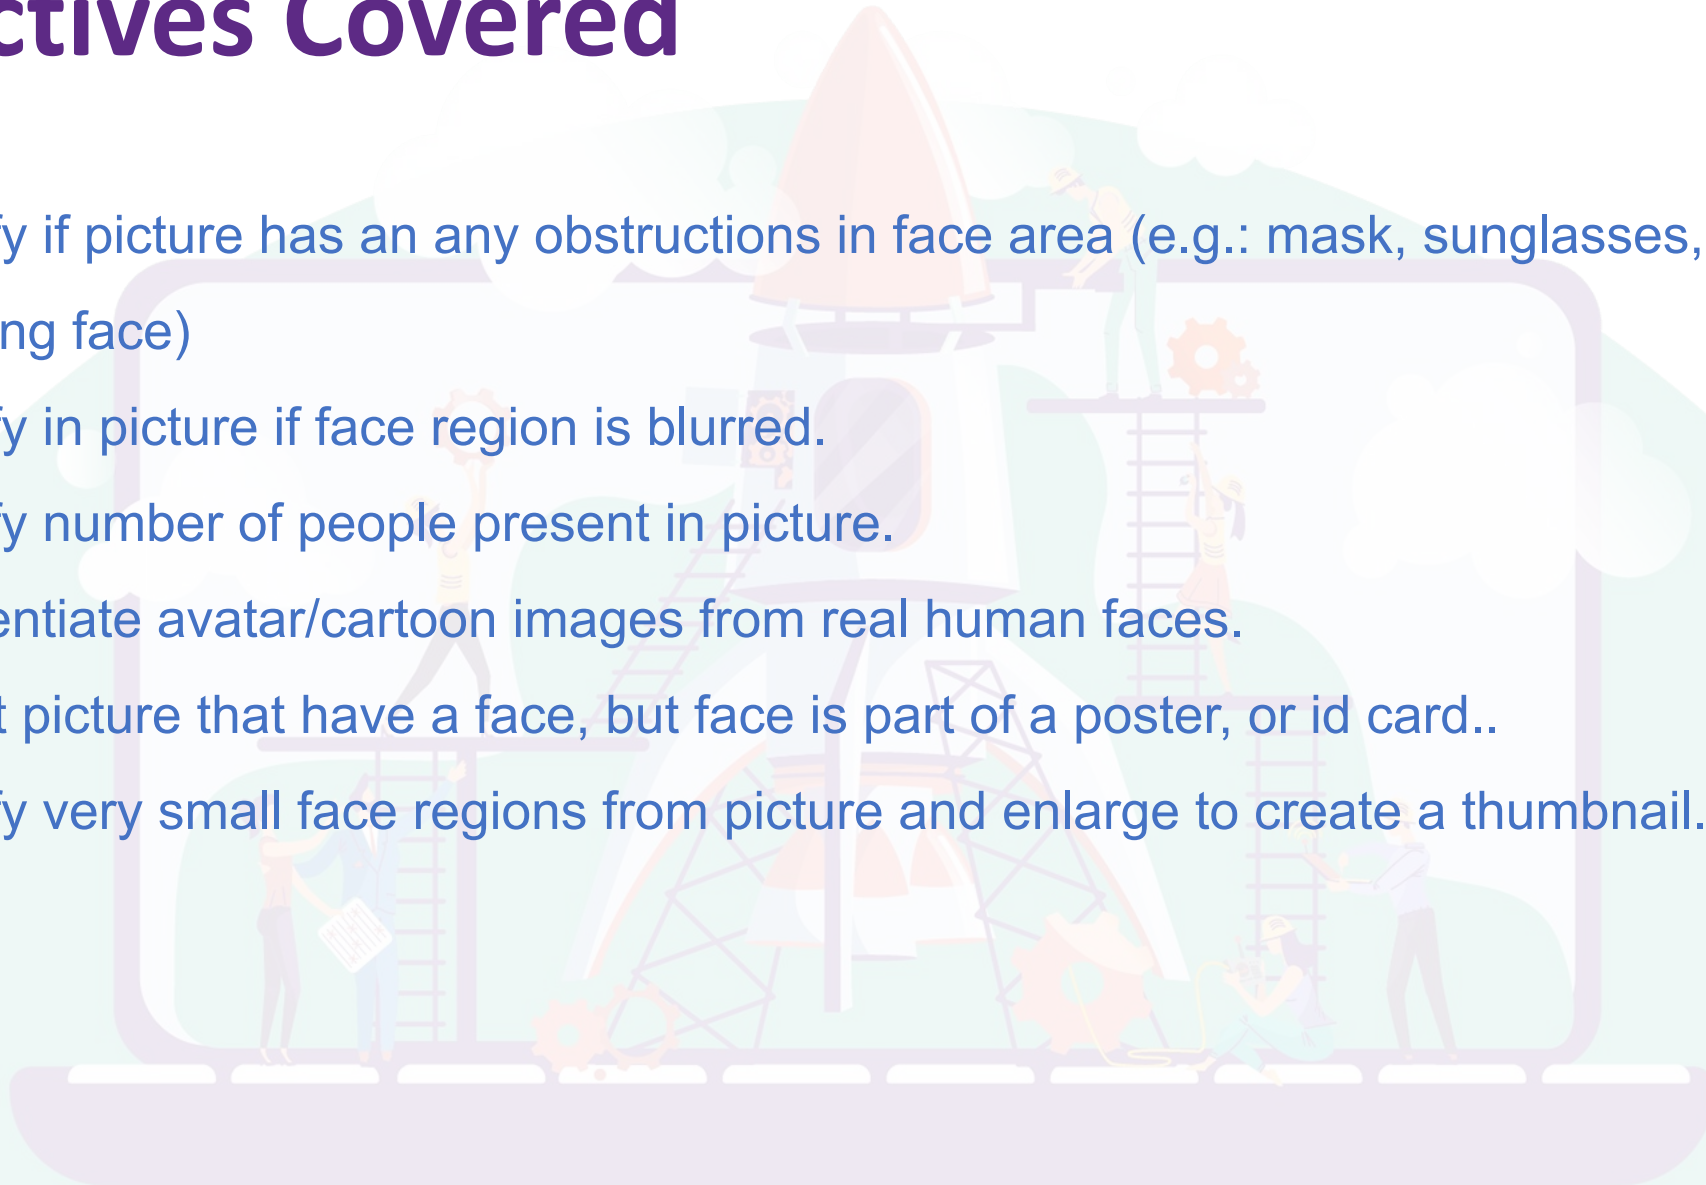 ctives Covered
fy if picture has an any obstructions in face area (e.g.: mask, sunglasses,
ng face)
fy in picture if face region is blurred.
fy number of people present in picture.
entiate avatar/cartoon images from real human faces.
t picture that have a face, but face is part of a poster, or id card..
fy very small face regions from picture and enlarge to create a thumbnail.